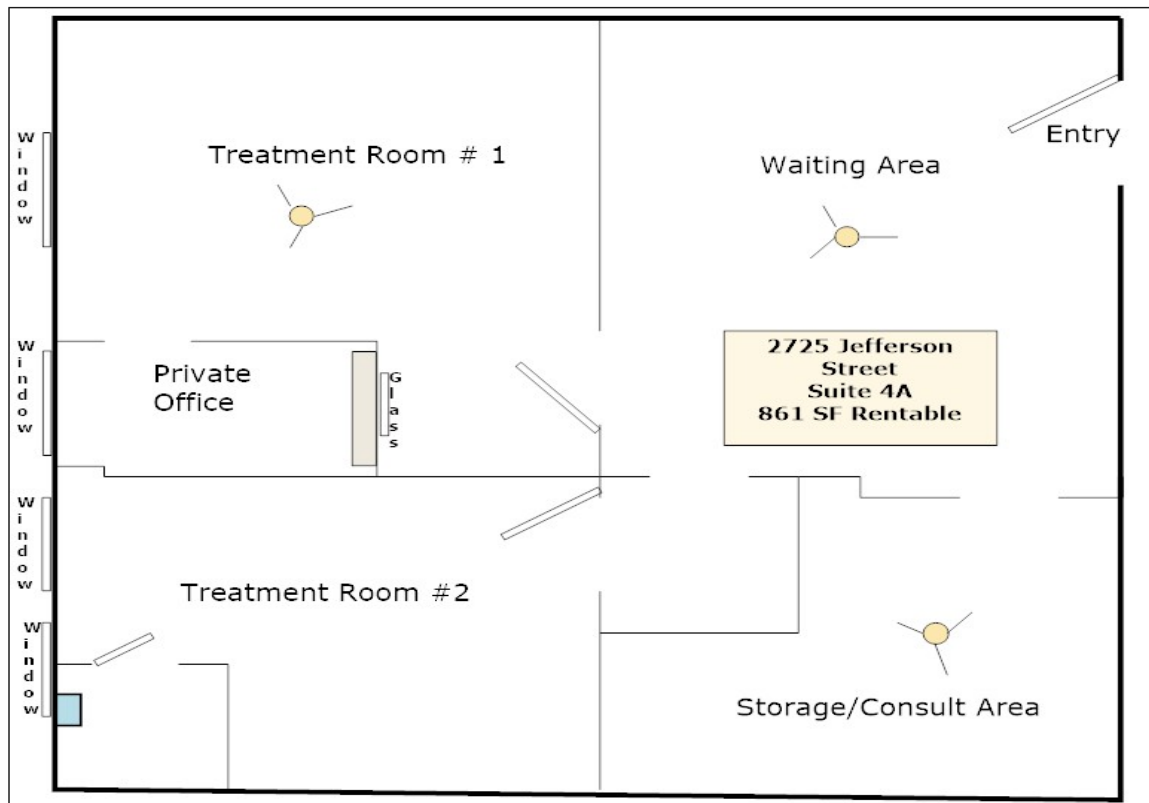 Treatment Room # 1
Waiting Area
Entry
Window
Window
Private
Office
Glass
2725 Jefferson
Street
Suite 4A
861 SF Rentable
Window
Treatment Room #2
Window
Storage/Consult Area